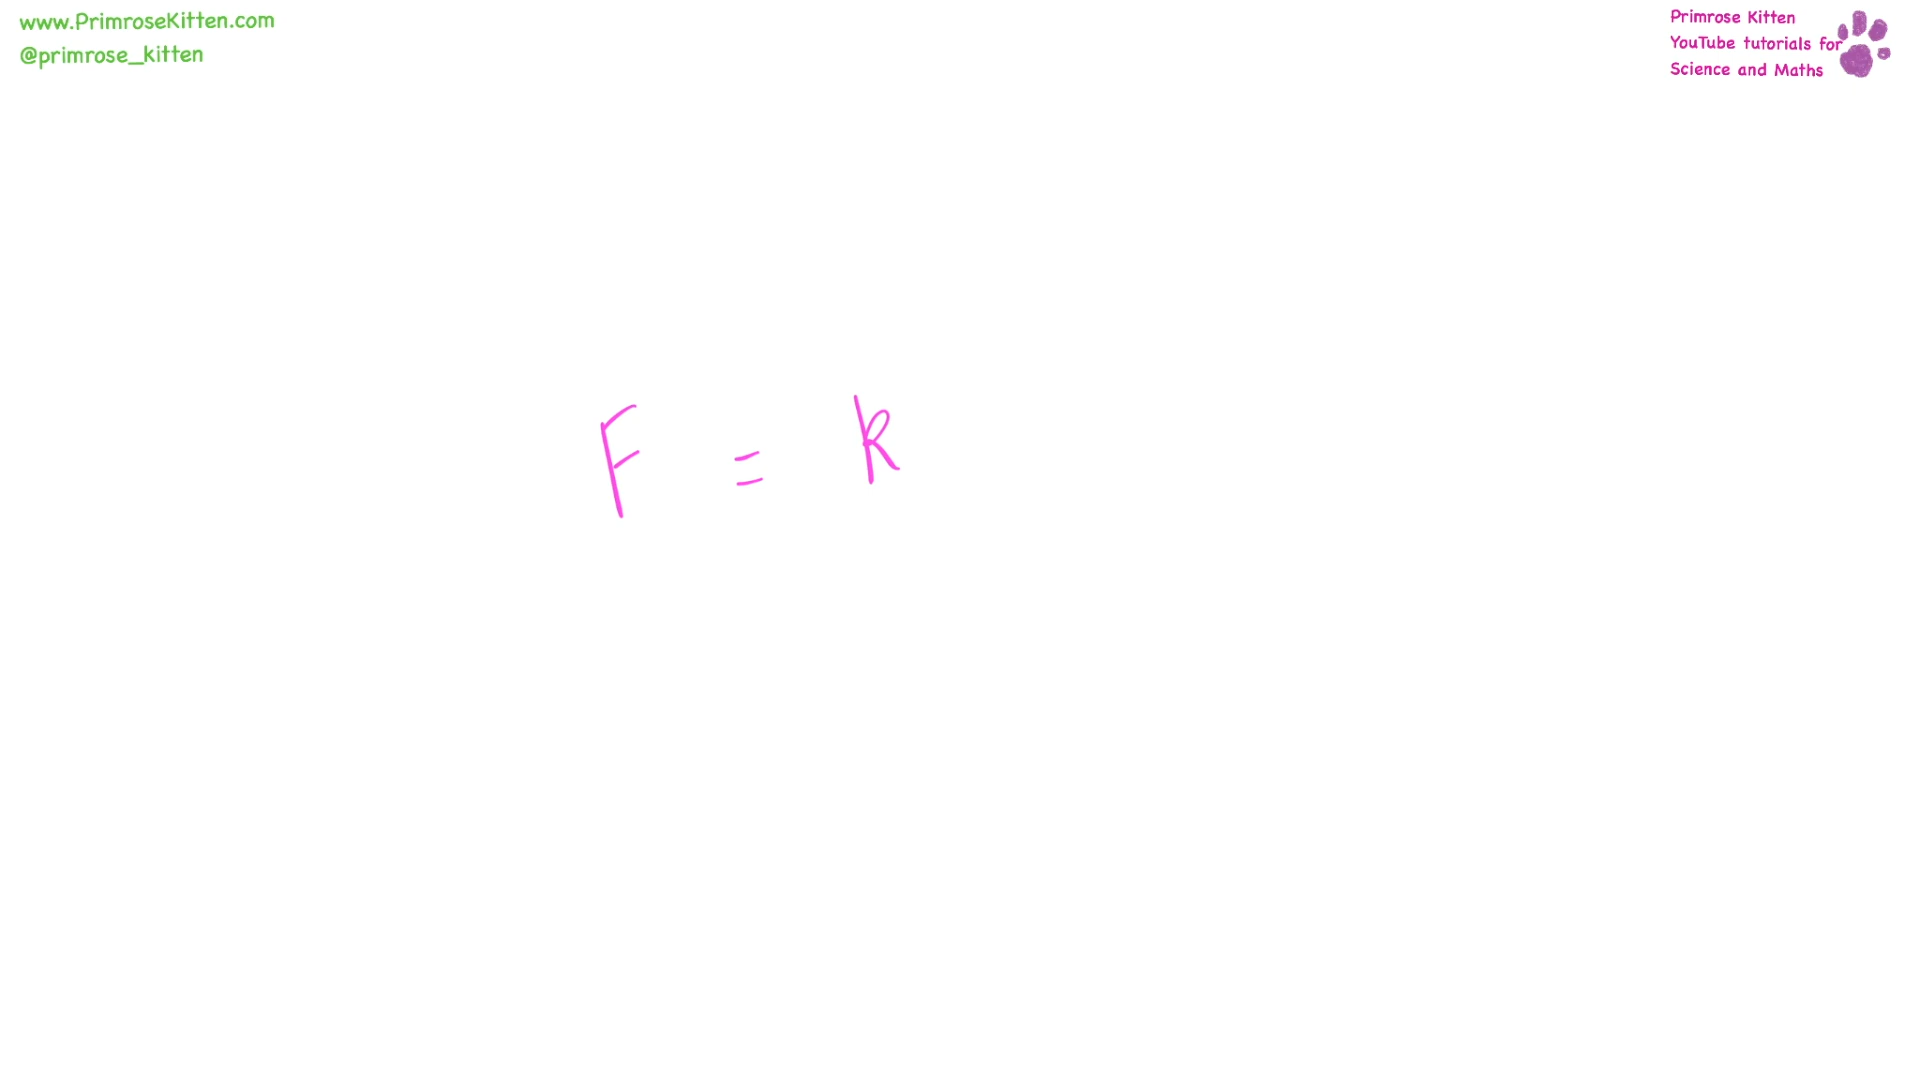 www.PrimroseKitten.com
@primrose_kitten
Primrose Kitten
YouTube tutorials for
Science and Maths
F = k